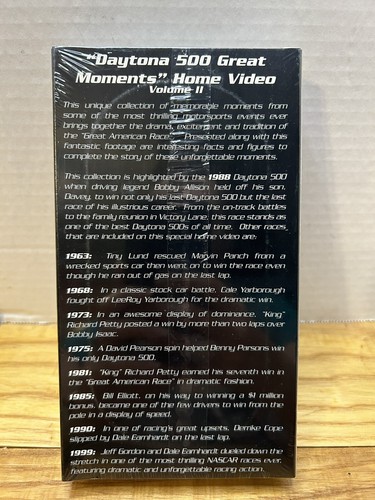 "Daytona 500 Great
Moments" Home Video
Volume II
This unique collection of memorable moments from
some of the most thrilling motorsports events ever
brings together the drama, excitement and tradition of
the "Great American Race." Presented along with this
fantastic footage are interesting facts and figures to
complete the story of these unforgettable moments.
This collection is highlighted by the 1988 Daytona 500
when driving legend Bobby Allison held off his son,
Davey, to win not only his last Daytona 500 but the last
race of his illustrious career. From the on-track battles
to the family reunion in Victory Lane, this race stands as
one of the best Daytona 500s of all time. Other races
that are included on this special home video are:
1963: Tiny Lund rescued Marvin Panch from a
wrecked sports car then went on to win the race even
though he ran out of gas on the last lap.
1968: In a classic stock car battle, Cale Yarborough
fought off LeeRoy Yarborough for the dramatic win.
1973: In an awesome display of dominance, "King"
Richard Petty posted a win by more than two laps over
Bobby Isaac.
1975: A David Pearson spin helped Benny Parsons win
his only Daytona 500.
1981: "King" Richard Petty earned his seventh win in
the "Great American Race" in dramatic fashion.
1985: Bill Elliott, on his way to winning a $1 million
bonus, became one of the few drivers to win from the
pole in a display of speed.
1990: In one of racing's great upsets, Derrike Cope
slipped by Dale Earnhardt on the last lap.
1999: Jeff Gordon and Dale Earnhardt dueled down the
stretch in one of the most thrilling NASCAR races ever,
featuring dramatic and unforgettable racing action.